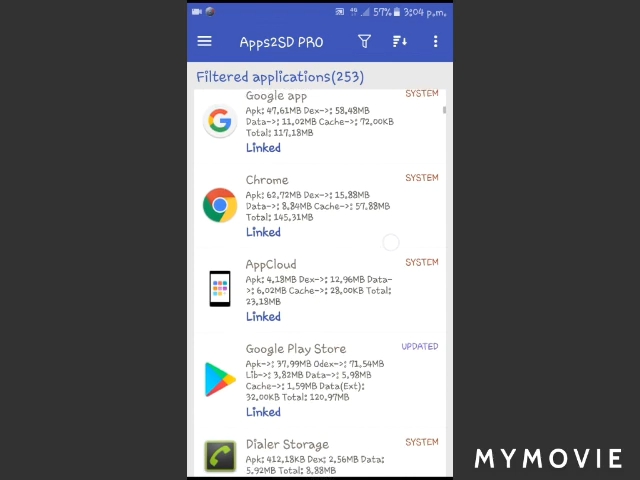 4G 57% 3:04 p.m.
Apps2SD PRO
Filtered applications(253)
Google app
SYSTEM
Apk: 47,61MB Dex->: 58,48MB
Data->: 11,02MB Cache->: 72,00KB
Total: 117,18MB
Linked
Chrome
SYSTEM
Apk: 62,72MB Dex->: 15,88MB
Data->: 8,84MB Cache->: 57,88MB
Total: 145,31MB
Linked
AppCloud
SYSTEM
Apk: 4,18MB Dex->: 12,96MB Data-
>: 6,02MB Cache->: 28,00KB Total:
23,18MB
Linked
Google Play Store
UPDATED
Apk->: 37,99MB Odex->: 71,54MB
Lib->: 3,82MB Data->: 5,98MB
Cache->: 1,59MB Data(Ext):
32,00KB Total: 120,97MB
Linked
Dialer Storage
SYSTEM
Apk: 412,18KB Dex: 2,56MB Data:
5,92MB Total: 8,88MB
MYMOVIE